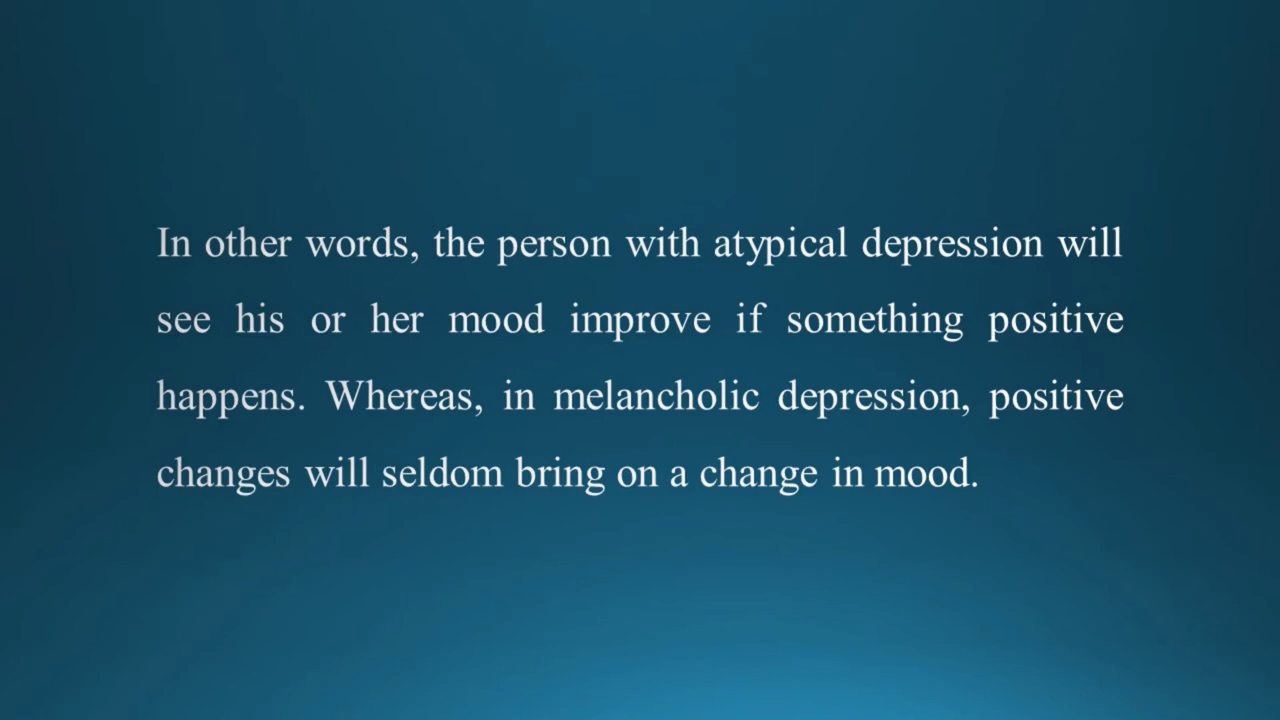 In other words, the person with atypical depression will
see his or her mood improve if something positive
happens. Whereas, in melancholic depression, positive
changes will seldom bring on a change in mood.